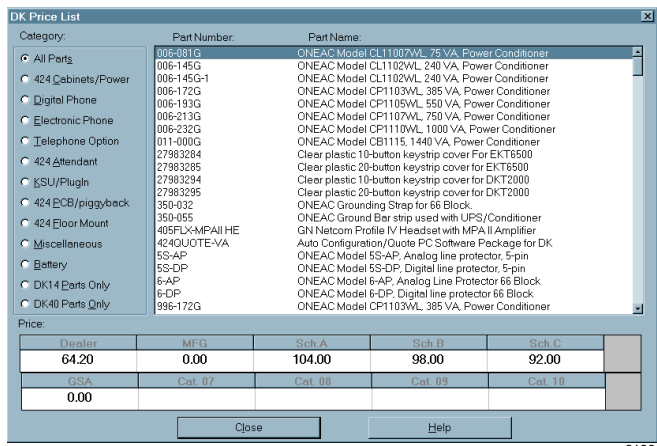 DK Price List
Category:
Part Number: Part Name:
All Parts
424 Cabinets/Power
Digital Phone
Electronic Phone
Telephone Option
424 Attendant
KSU/PlugIn
424 PCB/piggyback
424 Floor Mount
Miscellaneous
Battery
DK14 Parts Only
DK40 Parts Only
006-081G ONEAC Model CL11007WL, 75 VA, Power Conditioner
006-145G ONEAC Model CL1102WL, 240 VA, Power Conditioner
006-145G-1 ONEAC Model CL1102WL, 240 VA, Power Conditioner
006-172G ONEAC Model CP1103WL, 385 VA, Power Conditioner
006-193G ONEAC Model CP1105WL, 550 VA, Power Conditioner
006-213G ONEAC Model CP1107WL, 750 VA, Power Conditioner
006-232G ONEAC Model CP1110WL, 1000 VA, Power Conditioner
011-000G ONEAC Model CB1115, 1440 VA, Power Conditioner
27983284 Clear plastic 10-button keystrip cover For EKT6500
27983285 Clear plastic 20-button keystrip cover for EKT6500
27983294 Clear plastic 10-button keystrip cover for DKT2000
27983295 Clear plastic 20-button keystrip cover for DKT2000
350-032 ONEAC Grounding Strap for 66 Block.
350-055 ONEAC Ground Bar strip used with UPS/Conditioner
405FLX-MPAII HE GN Netcom Profile IV Headset with MPA II Amplifier
424QUOTE-VA Auto Configuration/Quote PC Software Package for DK
5S-AP ONEAC Model 5S-AP, Analog line protector, 5-pin
5S-DP ONEAC Model 5S-DP, Digital line protector, 5-pin
6-AP ONEAC Model 6-AP, Analog Line Protector 66 Block
6-DP ONEAC Model 6-DP, Digital line protector 66 Block
996-172G ONEAC Model CP1103WL, 385 VA, Power Conditioner
Price:
Dealer MFG Sch.A Sch.B Sch.C
64.20 0.00 104.00 98.00 92.00
GSA Cat. 07 Cat. 08 Cat. 09 Cat. 10
0.00
Close Help